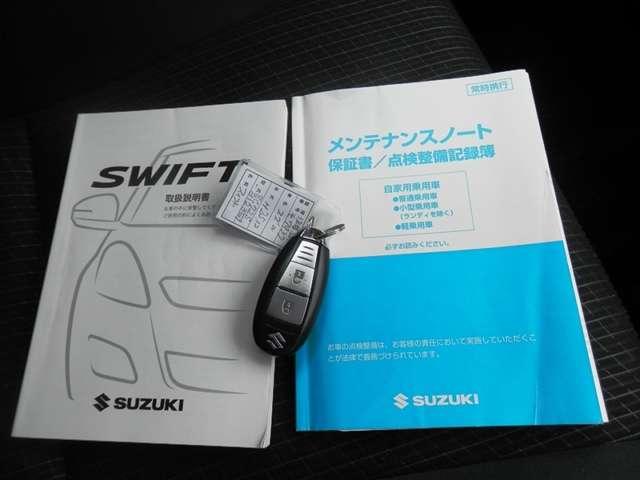 SWIFT
取扱説明書
SUZUKI
常時携行
メンテナンスノート
保証書／点検整備記録簿
自家用乗用車
●普通乗用車
●小型乗用車
(ランディを除く)
●軽乗用車
必ずお読みください。
お車の点検整備は、お客様の責任において実施していただくこ
とが法律で義務づけられています。
SUZUKI